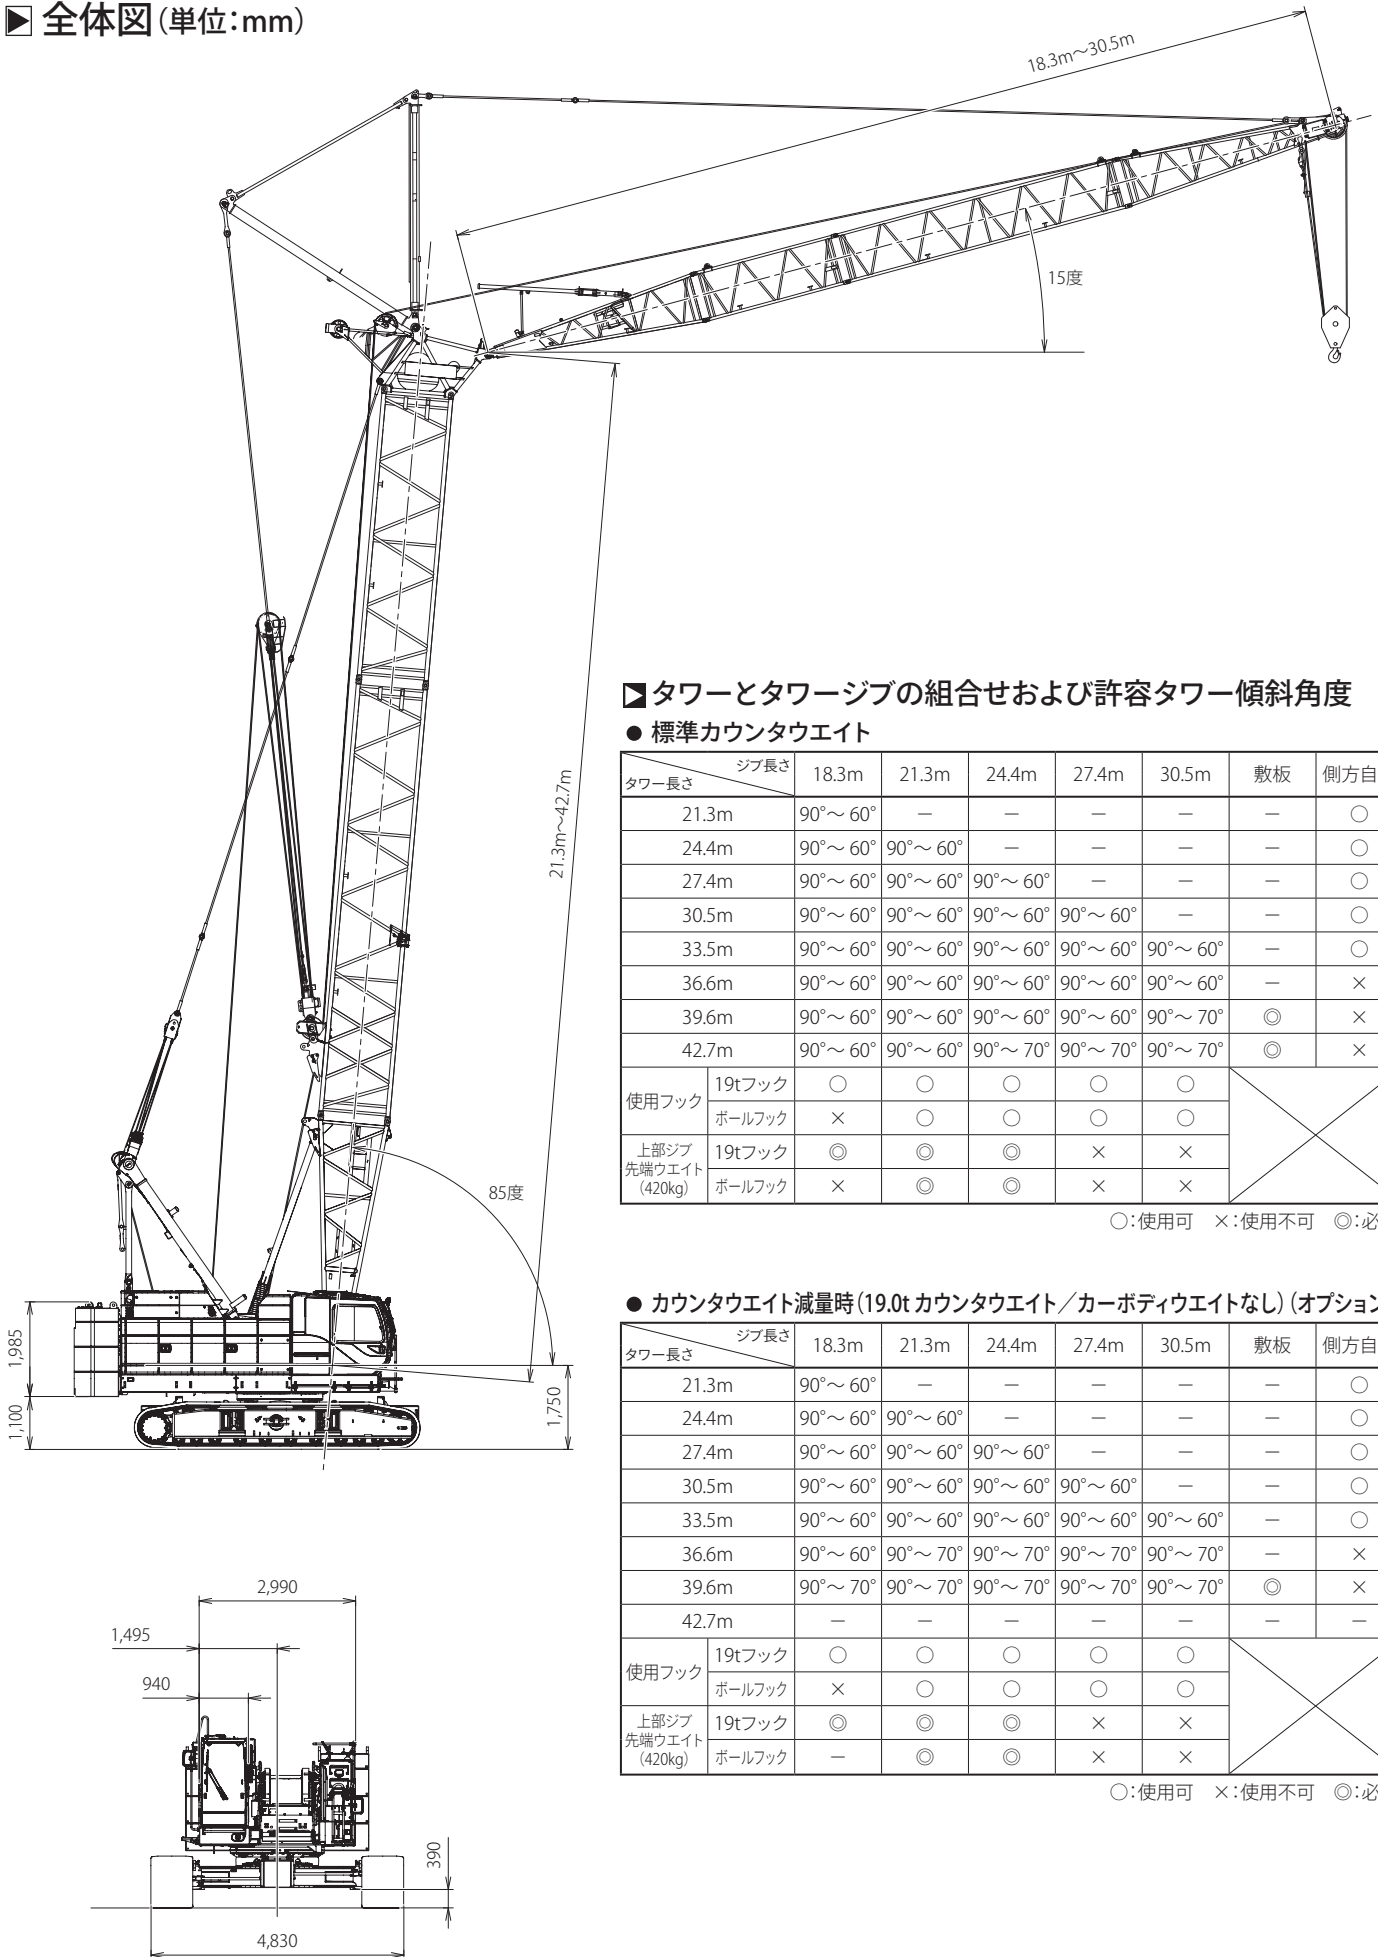 全体図(単位:mm)
18.3m～30.5m
15度
21.3m～42.7m
85度
1,985
1,100
1,750
2,990
1,495
940
390
4,830
タワーとタワージブの組合せおよび許容タワー傾斜角度
● 標準カウンタウエイト
タワー長さ ジブ長さ 18.3m 21.3m 24.4m 27.4m 30.5m 敷板 側方自
21.3m 90°～60° － － － － － ○
24.4m 90°～60° 90°～60° － － － － ○
27.4m 90°～60° 90°～60° 90°～60° － － － ○
30.5m 90°～60° 90°～60° 90°～60° 90°～60° － － ○
33.5m 90°～60° 90°～60° 90°～60° 90°～60° 90°～60° － ○
36.6m 90°～60° 90°～60° 90°～60° 90°～60° 90°～60° － ×
39.6m 90°～60° 90°～60° 90°～60° 90°～60° 90°～70° ◎ ×
42.7m 90°～60° 90°～60° 90°～70° 90°～70° 90°～70° ◎ ×
使用フック 19tフック ○ ○ ○ ○ ○
ボールフック × ○ ○ ○ ○
上部ジブ先端ウエイト(420kg) 19tフック ◎ ◎ ◎ × ×
ボールフック × ◎ ◎ × ×
○:使用可 ×:使用不可 ◎:必
● カウンタウエイト減量時(19.0t カウンタウエイト／カーボディウエイトなし)(オプション
タワー長さ ジブ長さ 18.3m 21.3m 24.4m 27.4m 30.5m 敷板 側方自
21.3m 90°～60° － － － － － ○
24.4m 90°～60° 90°～60° － － － － ○
27.4m 90°～60° 90°～60° 90°～60° － － － ○
30.5m 90°～60° 90°～60° 90°～60° 90°～60° － － ○
33.5m 90°～60° 90°～60° 90°～60° 90°～60° 90°～60° － ○
36.6m 90°～60° 90°～70° 90°～70° 90°～70° 90°～70° － ×
39.6m 90°～70° 90°～70° 90°～70° 90°～70° 90°～70° ◎ ×
42.7m － － － － － － －
使用フック 19tフック ○ ○ ○ ○ ○
ボールフック × ○ ○ ○ ○
上部ジブ先端ウエイト(420kg) 19tフック ◎ ◎ ◎ × ×
ボールフック － ◎ ◎ × ×
○:使用可 ×:使用不可 ◎:必